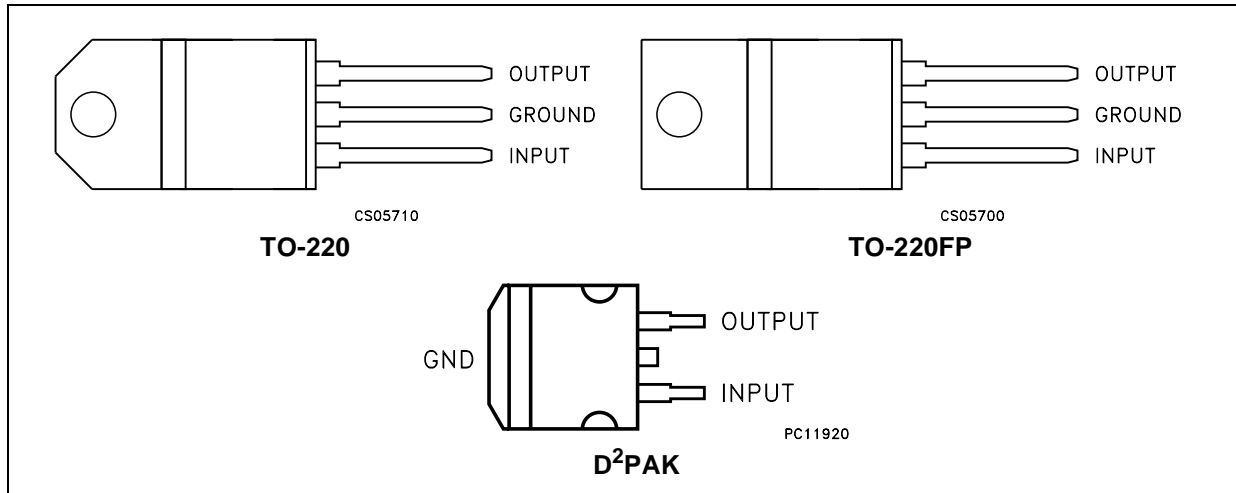 OUTPUT
GROUND
INPUT
CS05710
TO-220
OUTPUT
GROUND
INPUT
CS05700
TO-220FP
GND
OUTPUT
INPUT
PC11920
D²PAK